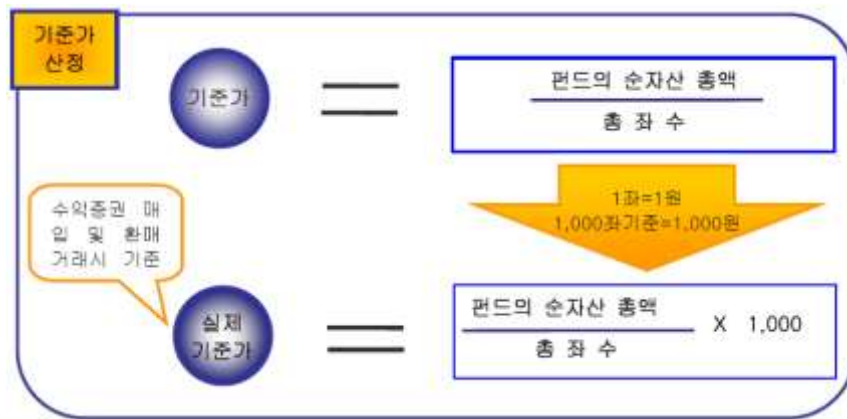 기준가
산정
기준가
펀드의 순자산 총액
총 좌 수
1좌=1원
1,000좌기준=1,000원
수익증권 매
입 및 환매
거래시 기준
실제
기준가
펀드의 순자산 총액
X 1,000
총 좌 수